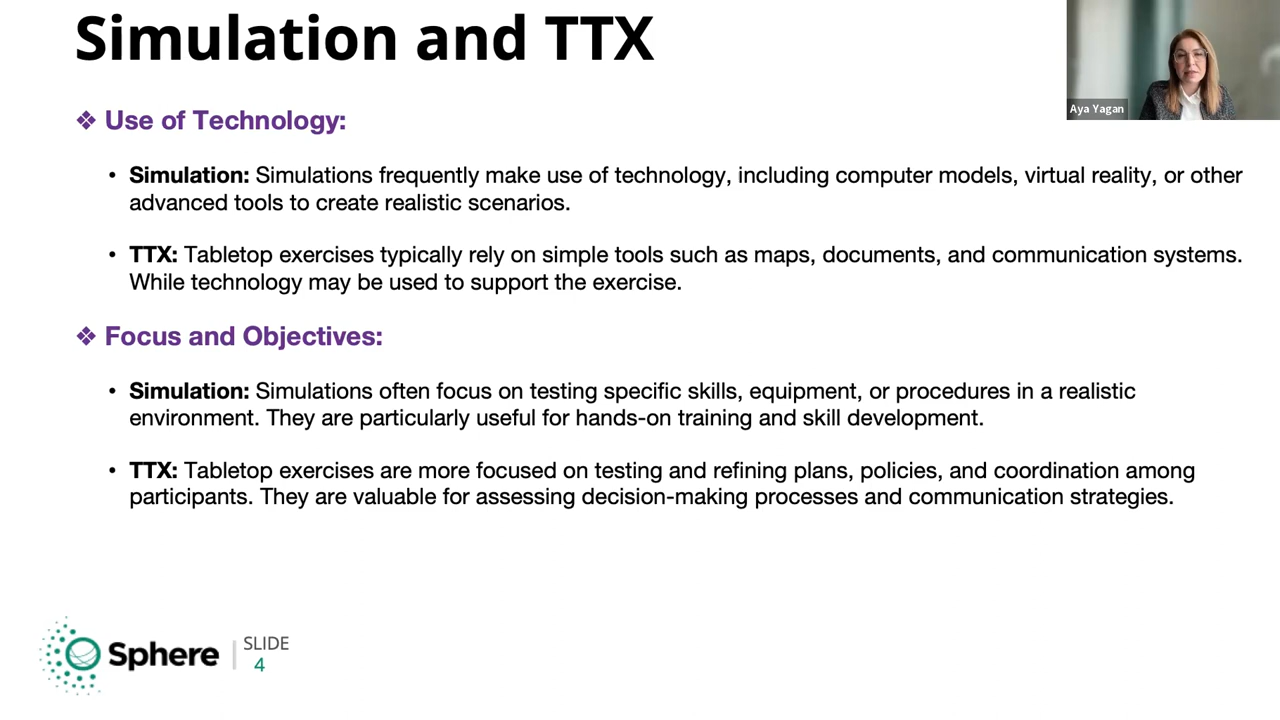 Simulation and TTX
Aya Yagan
❖ Use of Technology:
• Simulation: Simulations frequently make use of technology, including computer models, virtual reality, or other
advanced tools to create realistic scenarios.
• TTX: Tabletop exercises typically rely on simple tools such as maps, documents, and communication systems.
While technology may be used to support the exercise.
❖ Focus and Objectives:
• Simulation: Simulations often focus on testing specific skills, equipment, or procedures in a realistic
environment. They are particularly useful for hands-on training and skill development.
• TTX: Tabletop exercises are more focused on testing and refining plans, policies, and coordination among
participants. They are valuable for assessing decision-making processes and communication strategies.
Sphere
SLIDE
4